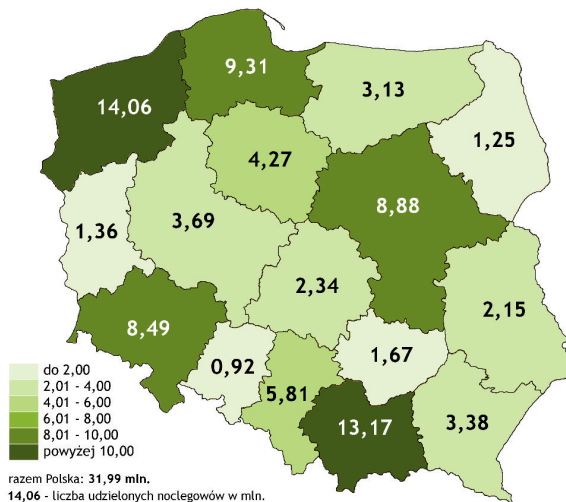 9,31
14,06
3,13
1,25
4,27
8,88
1,36
3,69
2,34
2,15
8,49
0,92
1,67
5,81
13,17
3,38
do 2,00
2,01 - 4,00
4,01 - 6,00
6,01 - 8,00
8,01 - 10,00
powyżej 10,00
razem Polska: 31,99 mln.
14,06 - liczba udzielonych noclegów w mln.